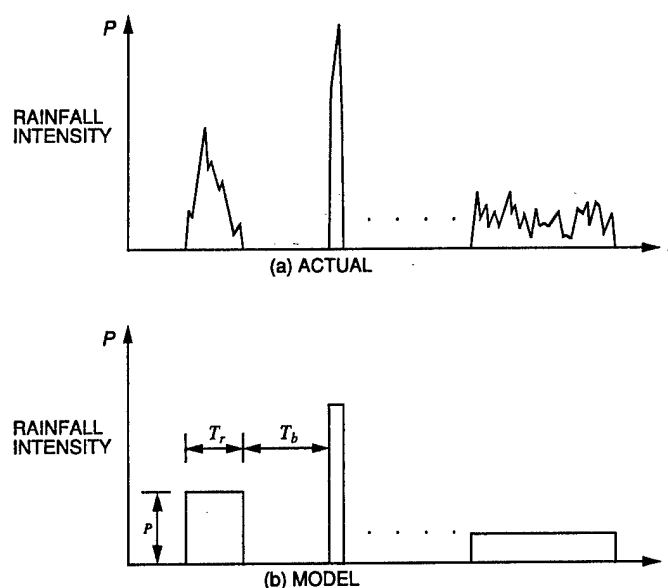 P
RAINFALL
INTENSITY
. . . .
(a) ACTUAL
P
RAINFALL
INTENSITY
T_r
T_b
P
. . . .
(b) MODEL